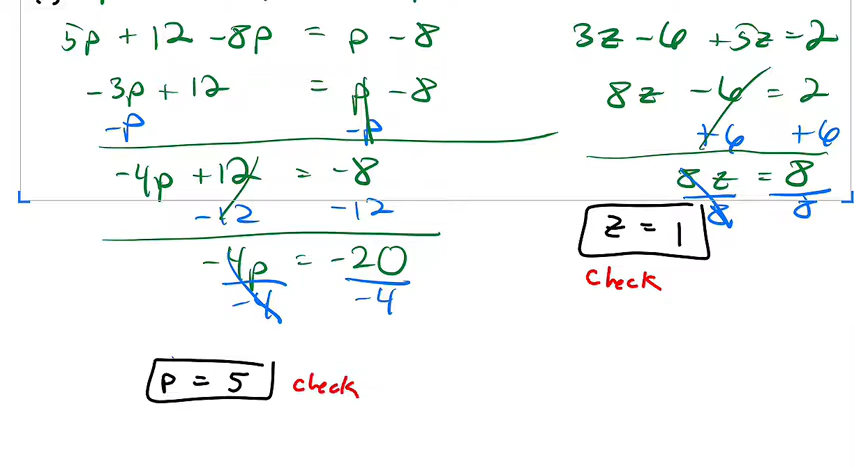 5p + 12 - 8p = p - 8
-3p + 12 = p - 8
-p -p
-4p + 12 = -8
-12 -12
-4p = -20
-4 -4
p = 5 check
3z - 6 + 5z = 2
8z - 6 = 2
+6 +6
8z = 8
8 8
z = 1
check